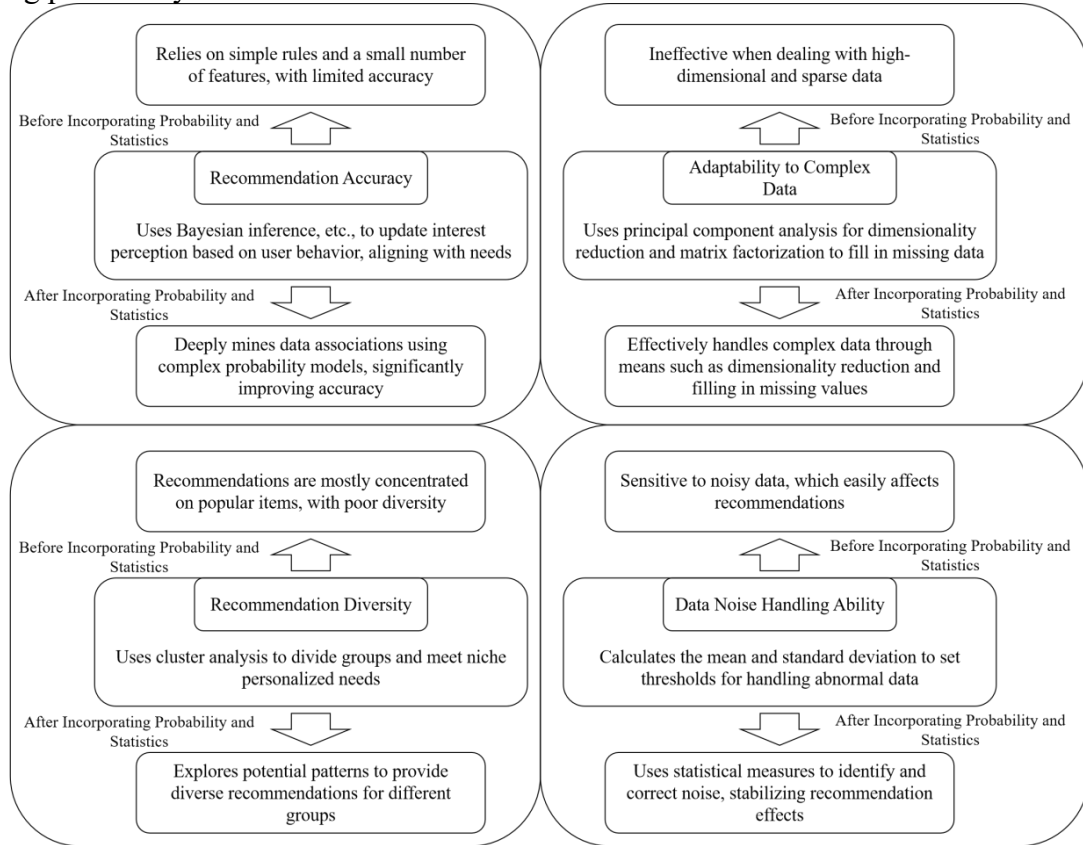 Relies on simple rules and a small number
of features, with limited accuracy
Before Incorporating Probability and
Statistics
Recommendation Accuracy
Uses Bayesian inference, etc., to update interest
perception based on user behavior, aligning with needs
After Incorporating Probability and
Statistics
Deeply mines data associations using
complex probability models, significantly
improving accuracy
Ineffective when dealing with high-
dimensional and sparse data
Before Incorporating Probability and
Statistics
Adaptability to Complex
Data
Uses principal component analysis for dimensionality
reduction and matrix factorization to fill in missing data
After Incorporating Probability and
Statistics
Effectively handles complex data through
means such as dimensionality reduction and
filling in missing values
Recommendations are mostly concentrated
on popular items, with poor diversity
Before Incorporating Probability and
Statistics
Recommendation Diversity
Uses cluster analysis to divide groups and meet niche
personalized needs
After Incorporating Probability and
Statistics
Explores potential patterns to provide
diverse recommendations for different
groups
Sensitive to noisy data, which easily affects
recommendations
Before Incorporating Probability and
Statistics
Data Noise Handling Ability
Calculates the mean and standard deviation to set
thresholds for handling abnormal data
After Incorporating Probability and
Statistics
Uses statistical measures to identify and
correct noise, stabilizing recommendation
effects